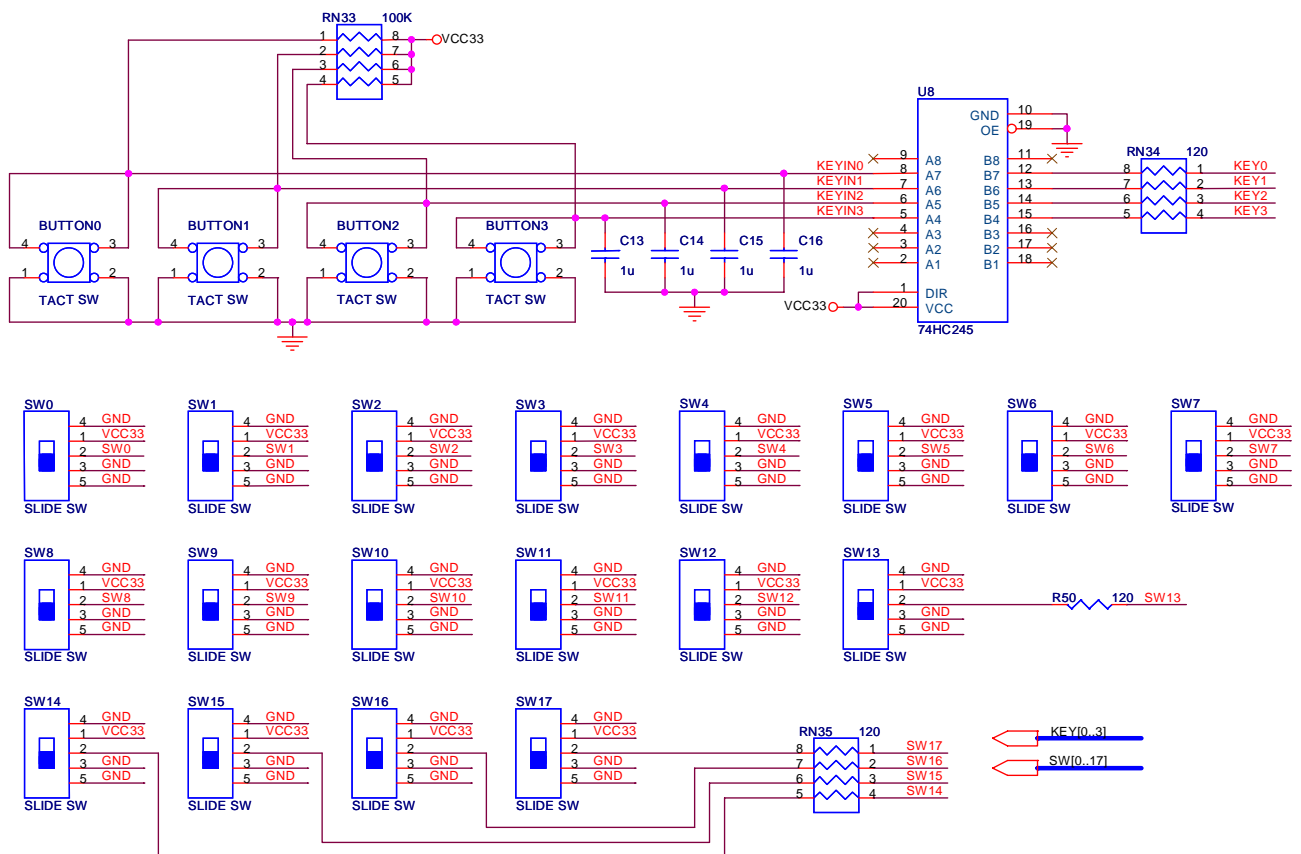 RN33 100K
1 8 VCC33
2 7
3 6
4 5
U8
GND 10
OE 19
KEYIN0 9 A8 B8 11
8 A7 B7 12
KEYIN1 7 A6 B6 13
KEYIN2 6 A5 B5 14
KEYIN3 5 A4 B4 15
4 A3 B3 16
3 A2 B2 17
2 A1 B1 18
VCC33 1 DIR
20 VCC
74HC245
RN34 120
8 1 KEY0
7 2 KEY1
6 3 KEY2
5 4 KEY3
BUTTON0 BUTTON1 BUTTON2 BUTTON3
4 3 4 3 4 3 4 3
1 2 1 2 1 2 1 2
TACT SW TACT SW TACT SW TACT SW
C13 C14 C15 C16
1u 1u 1u 1u
SW0 SW1 SW2 SW3 SW4 SW5 SW6 SW7
4 GND 4 GND 4 GND 4 GND 4 GND 4 GND 4 GND 4 GND
1 VCC33 1 VCC33 1 VCC33 1 VCC33 1 VCC33 1 VCC33 1 VCC33 1 VCC33
2 SW0 2 SW1 2 SW2 2 SW3 2 SW4 2 SW5 2 SW6 2 SW7
3 GND 3 GND 3 GND 3 GND 3 GND 3 GND 3 GND 3 GND
5 GND 5 GND 5 GND 5 GND 5 GND 5 GND 5 GND 5 GND
SLIDE SW SLIDE SW SLIDE SW SLIDE SW SLIDE SW SLIDE SW SLIDE SW SLIDE SW
SW8 SW9 SW10 SW11 SW12 SW13
4 GND 4 GND 4 GND 4 GND 4 GND 4 GND
1 VCC33 1 VCC33 1 VCC33 1 VCC33 1 VCC33 1 VCC33
2 SW8 2 SW9 2 SW10 2 SW11 2 SW12 2 R50 120 SW13
3 GND 3 GND 3 GND 3 GND 3 GND 3 GND
5 GND 5 GND 5 GND 5 GND 5 GND 5 GND
SLIDE SW SLIDE SW SLIDE SW SLIDE SW SLIDE SW SLIDE SW
SW14 SW15 SW16 SW17
4 GND 4 GND 4 GND 4 GND
1 VCC33 1 VCC33 1 VCC33 1 VCC33
2 2 2 2
3 GND 3 GND 3 GND 3 GND
5 GND 5 GND 5 GND 5 GND
SLIDE SW SLIDE SW SLIDE SW SLIDE SW
RN35 120
8 1 SW17
7 2 SW16
6 3 SW15
5 4 SW14
KEY[0..3]
SW[0..17]